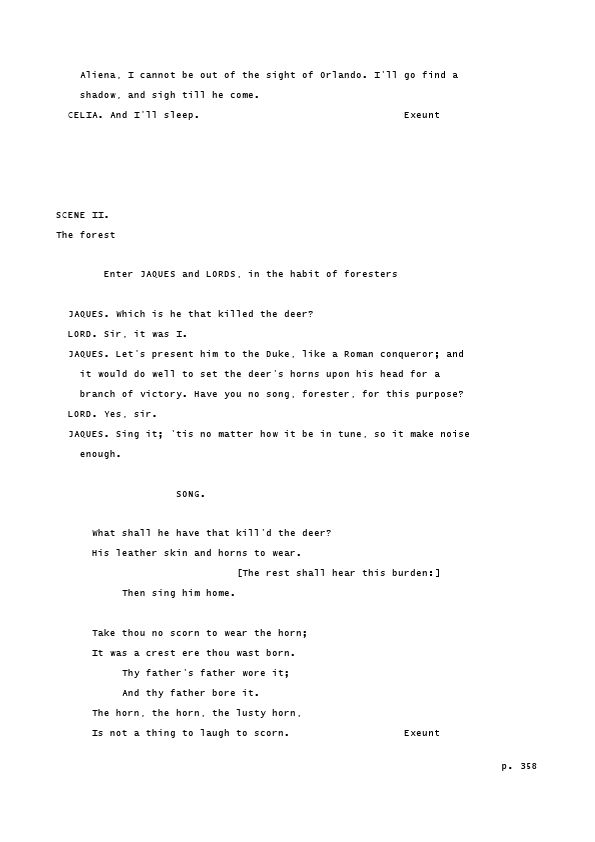 Aliena, I cannot be out of the sight of Orlando. I'll go find a
shadow, and sigh till he come.
CELIA. And I'll sleep. Exeunt
SCENE II.
The forest
Enter JAQUES and LORDS, in the habit of foresters
JAQUES. Which is he that killed the deer?
LORD. Sir, it was I.
JAQUES. Let's present him to the Duke, like a Roman conqueror; and
it would do well to set the deer's horns upon his head for a
branch of victory. Have you no song, forester, for this purpose?
LORD. Yes, sir.
JAQUES. Sing it; 'tis no matter how it be in tune, so it make noise
enough.
SONG.
What shall he have that kill'd the deer?
His leather skin and horns to wear.
[The rest shall hear this burden:]
Then sing him home.
Take thou no scorn to wear the horn;
It was a crest ere thou wast born.
Thy father's father wore it;
And thy father bore it.
The horn, the horn, the lusty horn,
Is not a thing to laugh to scorn. Exeunt
p. 358